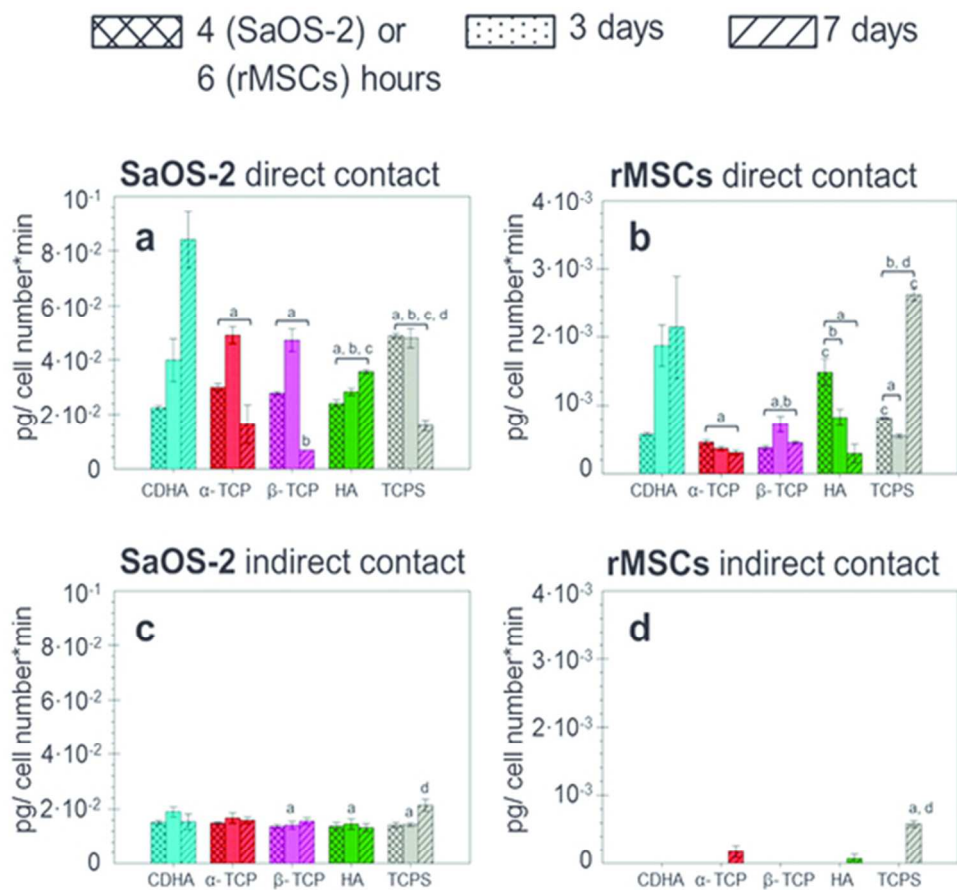 4 (SaOS-2) or
6 (rMSCs) hours
3 days
7 days
SaOS-2 direct contact
pg/ cell number*min
10⁻¹
8·10⁻²
6·10⁻²
4·10⁻²
2·10⁻²
0
a
a
a
b
a, b, c
a, b, c, d
CDHA α-TCP β-TCP HA TCPS
rMSCs direct contact
pg/ cell number*min
4·10⁻³
3·10⁻³
2·10⁻³
10⁻³
0
b
a
a,b
a
b
c
b, d
c
a
c
CDHA α-TCP β-TCP HA TCPS
SaOS-2 indirect contact
pg/ cell number*min
10⁻¹
8·10⁻²
6·10⁻²
4·10⁻²
2·10⁻²
0
c
a
a
a
d
CDHA α-TCP β-TCP HA TCPS
rMSCs indirect contact
pg/ cell number*min
4·10⁻³
3·10⁻³
2·10⁻³
10⁻³
0
d
a, d
CDHA α-TCP β-TCP HA TCPS